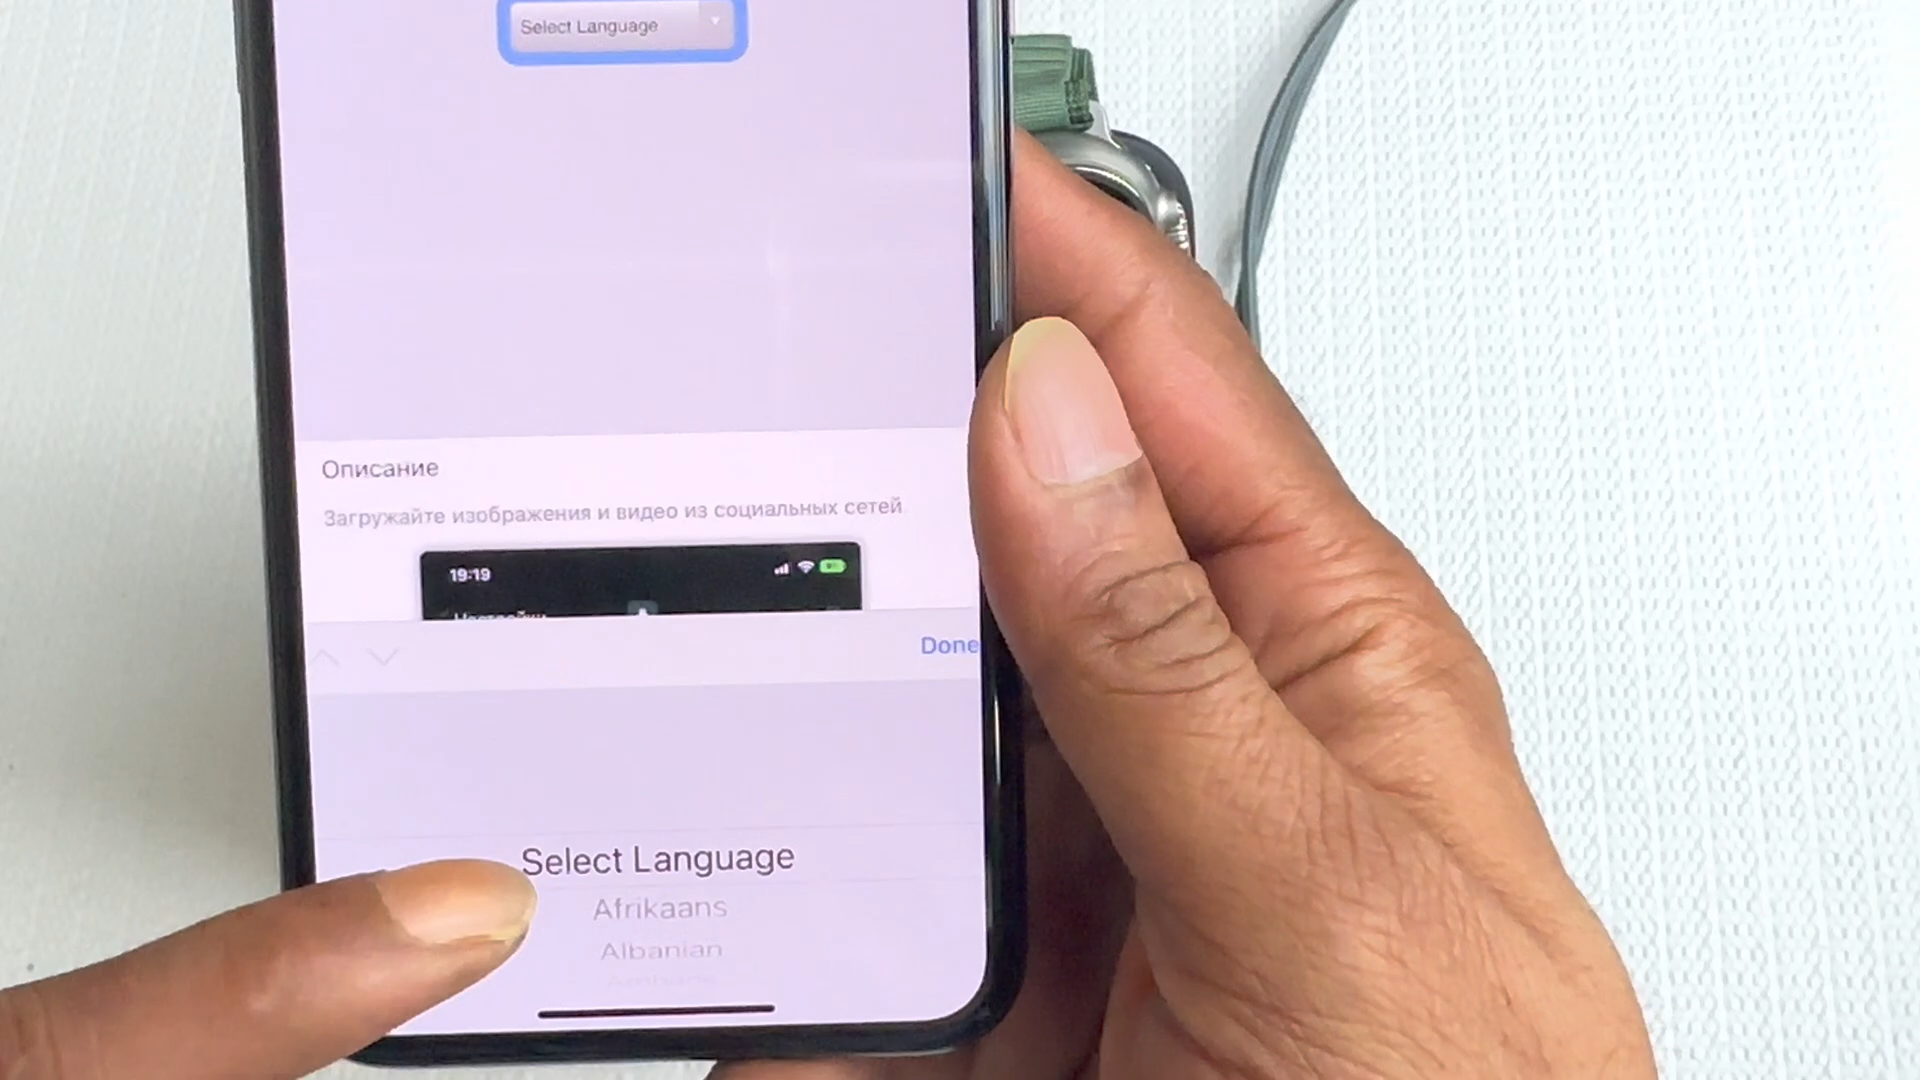 Select Language
Описание
Загружайте изображения и видео из социальных сетей
19:19
Done
Select Language
Afrikaans
Albanian